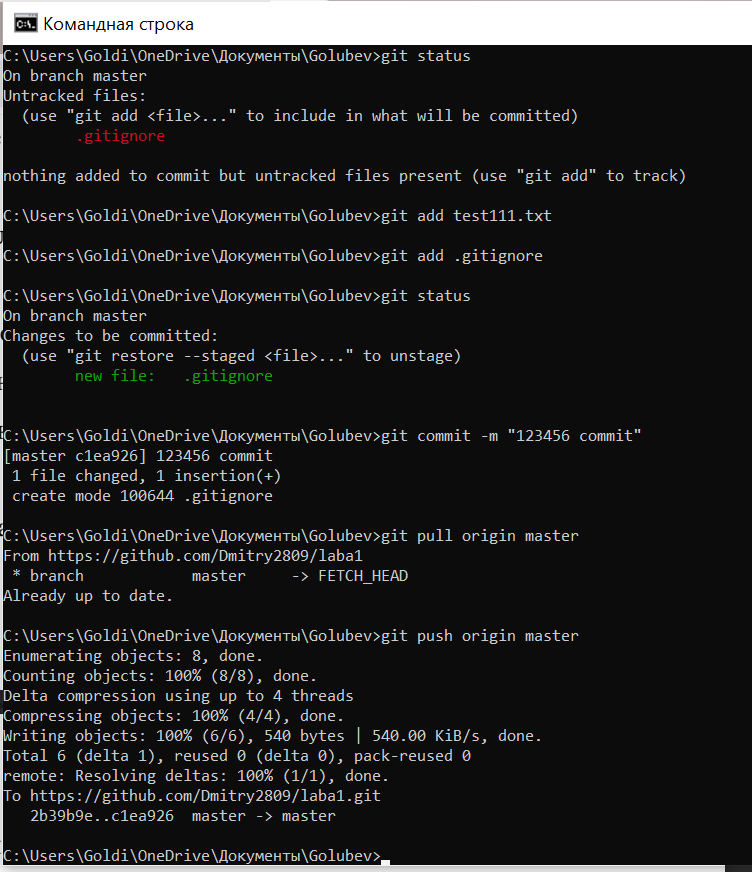 Командная строка
C:\Users\Goldi\OneDrive\Документы\Golubev>git status
On branch master
Untracked files:
  (use "git add <file>..." to include in what will be committed)
        .gitignore
nothing added to commit but untracked files present (use "git add" to track)
C:\Users\Goldi\OneDrive\Документы\Golubev>git add test111.txt
C:\Users\Goldi\OneDrive\Документы\Golubev>git add .gitignore
C:\Users\Goldi\OneDrive\Документы\Golubev>git status
On branch master
Changes to be committed:
  (use "git restore --staged <file>..." to unstage)
        new file:   .gitignore
C:\Users\Goldi\OneDrive\Документы\Golubev>git commit -m "123456 commit"
[master c1ea926] 123456 commit
 1 file changed, 1 insertion(+)
 create mode 100644 .gitignore
C:\Users\Goldi\OneDrive\Документы\Golubev>git pull origin master
From https://github.com/Dmitry2809/laba1
 * branch            master     -> FETCH_HEAD
Already up to date.
C:\Users\Goldi\OneDrive\Документы\Golubev>git push origin master
Enumerating objects: 8, done.
Counting objects: 100% (8/8), done.
Delta compression using up to 4 threads
Compressing objects: 100% (4/4), done.
Writing objects: 100% (6/6), 540 bytes | 540.00 KiB/s, done.
Total 6 (delta 1), reused 0 (delta 0), pack-reused 0
remote: Resolving deltas: 100% (1/1), done.
To https://github.com/Dmitry2809/laba1.git
   2b39b9e..c1ea926  master -> master
C:\Users\Goldi\OneDrive\Документы\Golubev>